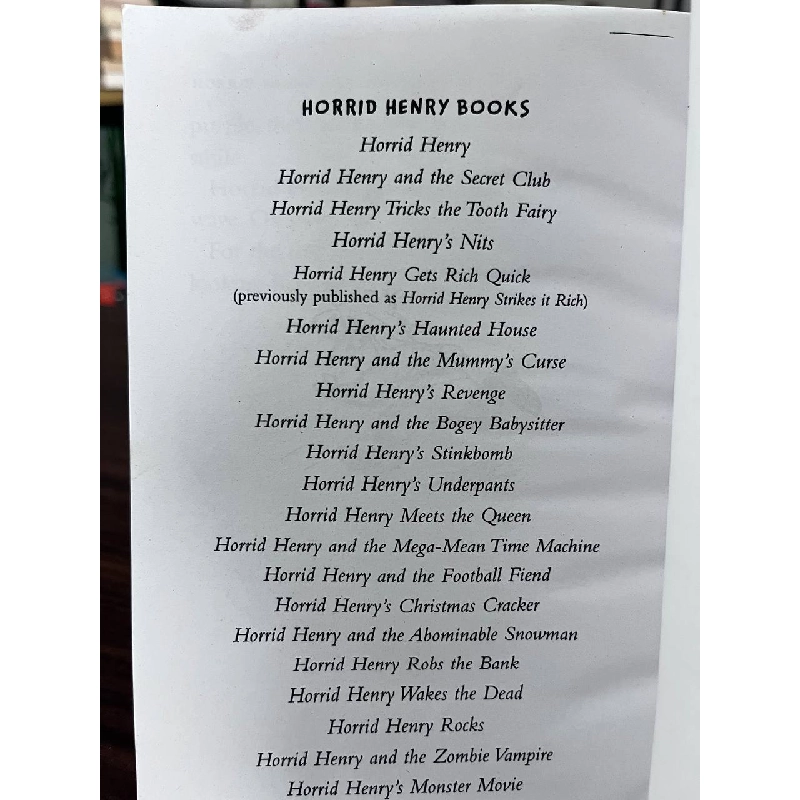 HORRID HENRY BOOKS
Horrid Henry
Horrid Henry and the Secret Club
Horrid Henry Tricks the Tooth Fairy
Horrid Henry's Nits
Horrid Henry Gets Rich Quick
(previously published as Horrid Henry Strikes it Rich)
Horrid Henry's Haunted House
Horrid Henry and the Mummy's Curse
Horrid Henry's Revenge
Horrid Henry and the Bogey Babysitter
Horrid Henry's Stinkbomb
Horrid Henry's Underpants
Horrid Henry Meets the Queen
Horrid Henry and the Mega-Mean Time Machine
Horrid Henry and the Football Fiend
Horrid Henry's Christmas Cracker
Horrid Henry and the Abominable Snowman
Horrid Henry Robs the Bank
Horrid Henry Wakes the Dead
Horrid Henry Rocks
Horrid Henry and the Zombie Vampire
Horrid Henry's Monster Movie